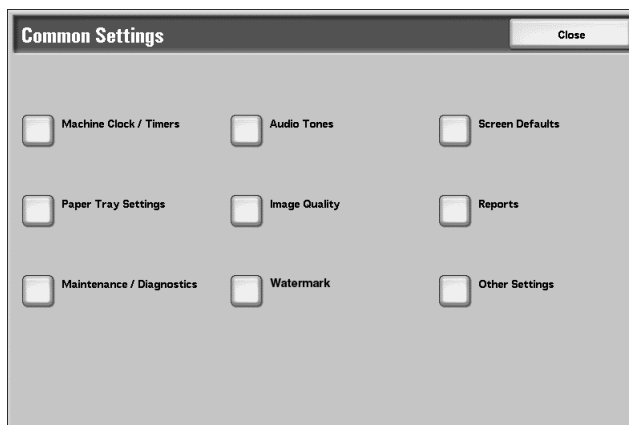 Common Settings
Close
Machine Clock / Timers
Audio Tones
Screen Defaults
Paper Tray Settings
Image Quality
Reports
Maintenance / Diagnostics
Watermark
Other Settings